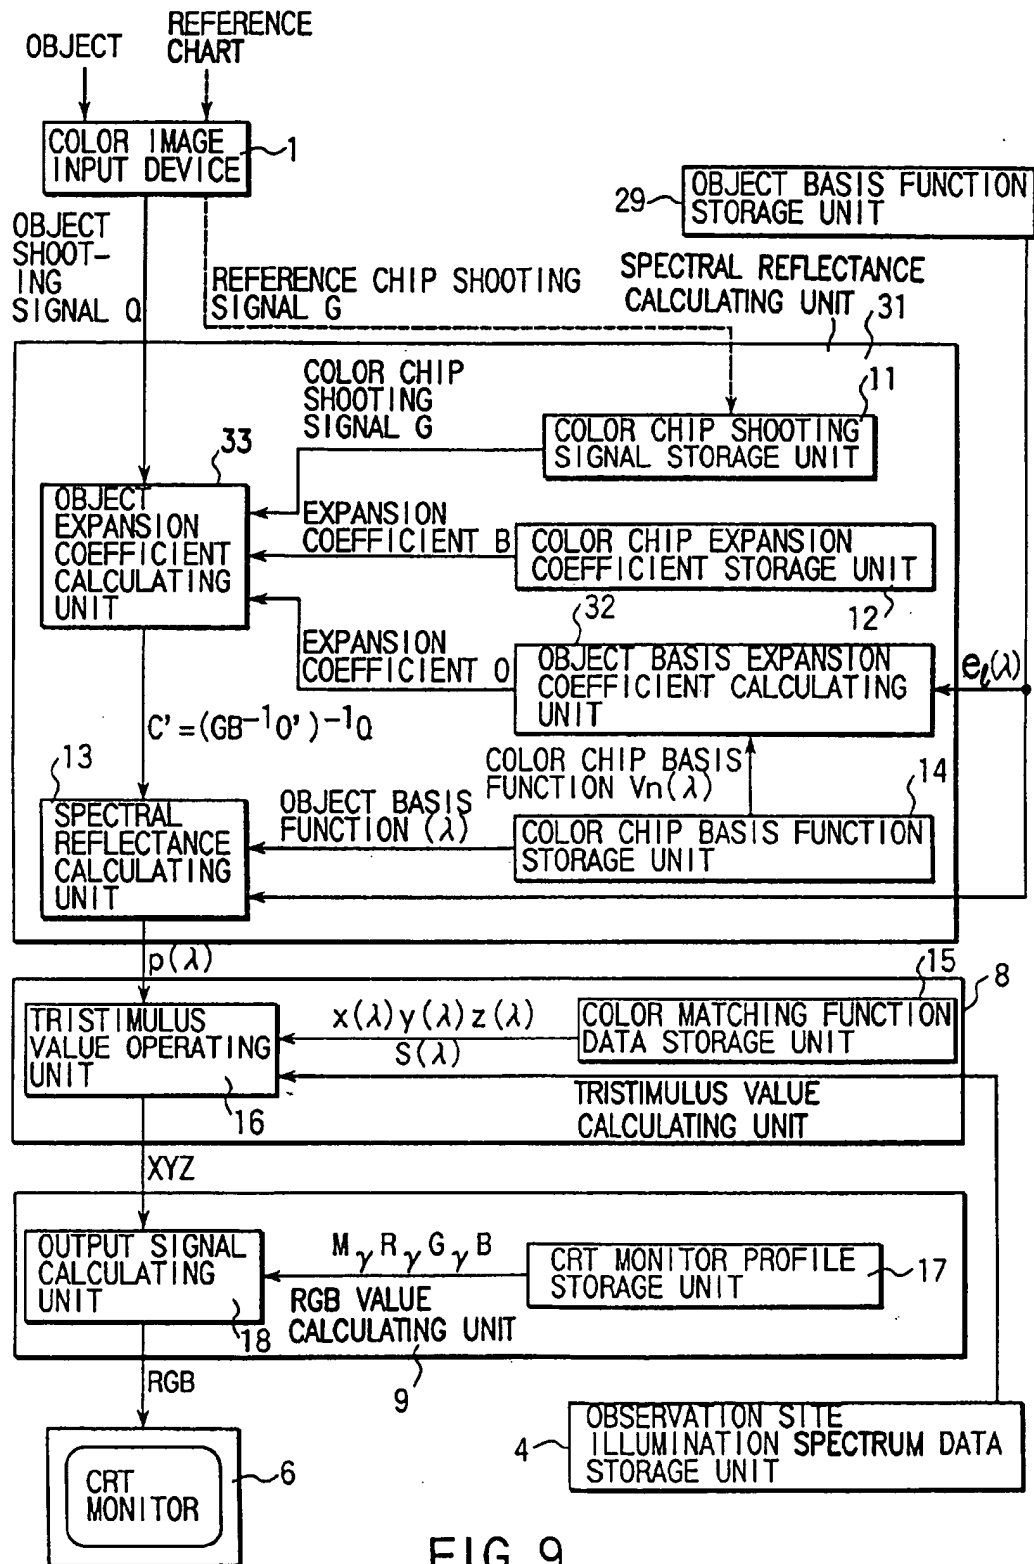 OBJECT
REFERENCE
CHART
COLOR IMAGE
INPUT DEVICE
1
OBJECT BASIS FUNCTION
STORAGE UNIT
29
OBJECT
SHOOT-
ING
SIGNAL Q
REFERENCE CHIP SHOOTING
SIGNAL G
SPECTRAL REFLECTANCE
CALCULATING UNIT
31
COLOR CHIP
SHOOTING
SIGNAL G
11
COLOR CHIP SHOOTING
SIGNAL STORAGE UNIT
33
OBJECT
EXPANSION
COEFFICIENT
CALCULATING
UNIT
EXPANSION
COEFFICIENT B
COLOR CHIP EXPANSION
COEFFICIENT STORAGE UNIT
12
32
EXPANSION
COEFFICIENT O
OBJECT BASIS EXPANSION
COEFFICIENT CALCULATING
UNIT
eℓ(λ)
C'=(GB⁻¹O')⁻¹Q
COLOR CHIP BASIS
FUNCTION Vn(λ)
13
SPECTRAL
REFLECTANCE
CALCULATING
UNIT
OBJECT BASIS
FUNCTION (λ)
14
COLOR CHIP BASIS FUNCTION
STORAGE UNIT
p(λ)
15
8
TRISTIMULUS
VALUE OPERATING
UNIT
16
x(λ) y(λ) z(λ)
S(λ)
COLOR MATCHING FUNCTION
DATA STORAGE UNIT
TRISTIMULUS VALUE
CALCULATING UNIT
XYZ
OUTPUT SIGNAL
CALCULATING
UNIT
18
MγRγGγB
CRT MONITOR PROFILE
STORAGE UNIT
17
RGB VALUE
CALCULATING UNIT
9
RGB
CRT
MONITOR
6
4
OBSERVATION SITE
ILLUMINATION SPECTRUM DATA
STORAGE UNIT
FIG. 9